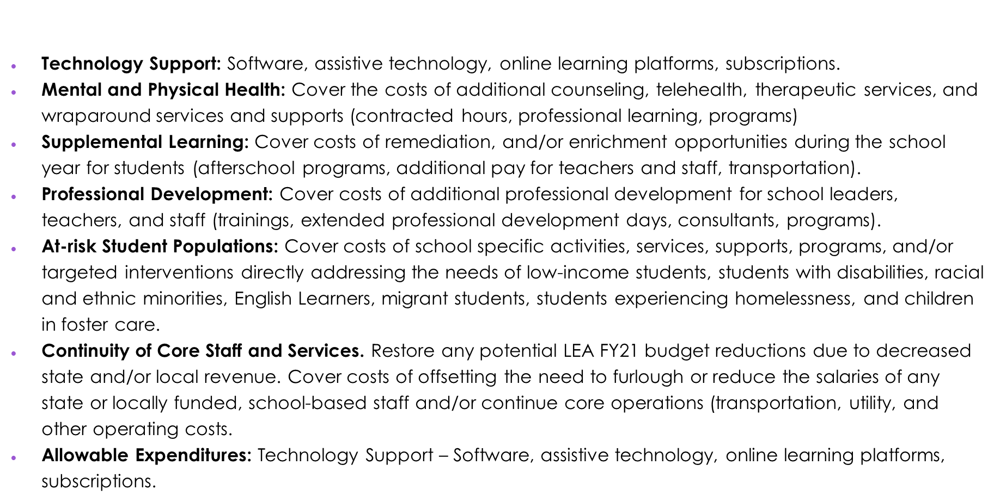 • Technology Support: Software, assistive technology, online learning platforms, subscriptions.
• Mental and Physical Health: Cover the costs of additional counseling, telehealth, therapeutic services, and
wraparound services and supports (contracted hours, professional learning, programs)
• Supplemental Learning: Cover costs of remediation, and/or enrichment opportunities during the school
year for students (afterschool programs, additional pay for teachers and staff, transportation).
• Professional Development: Cover costs of additional professional development for school leaders,
teachers, and staff (trainings, extended professional development days, consultants, programs).
• At-risk Student Populations: Cover costs of school specific activities, services, supports, programs, and/or
targeted interventions directly addressing the needs of low-income students, students with disabilities, racial
and ethnic minorities, English Learners, migrant students, students experiencing homelessness, and children
in foster care.
• Continuity of Core Staff and Services. Restore any potential LEA FY21 budget reductions due to decreased
state and/or local revenue. Cover costs of offsetting the need to furlough or reduce the salaries of any
state or locally funded, school-based staff and/or continue core operations (transportation, utility, and
other operating costs.
• Allowable Expenditures: Technology Support – Software, assistive technology, online learning platforms,
subscriptions.